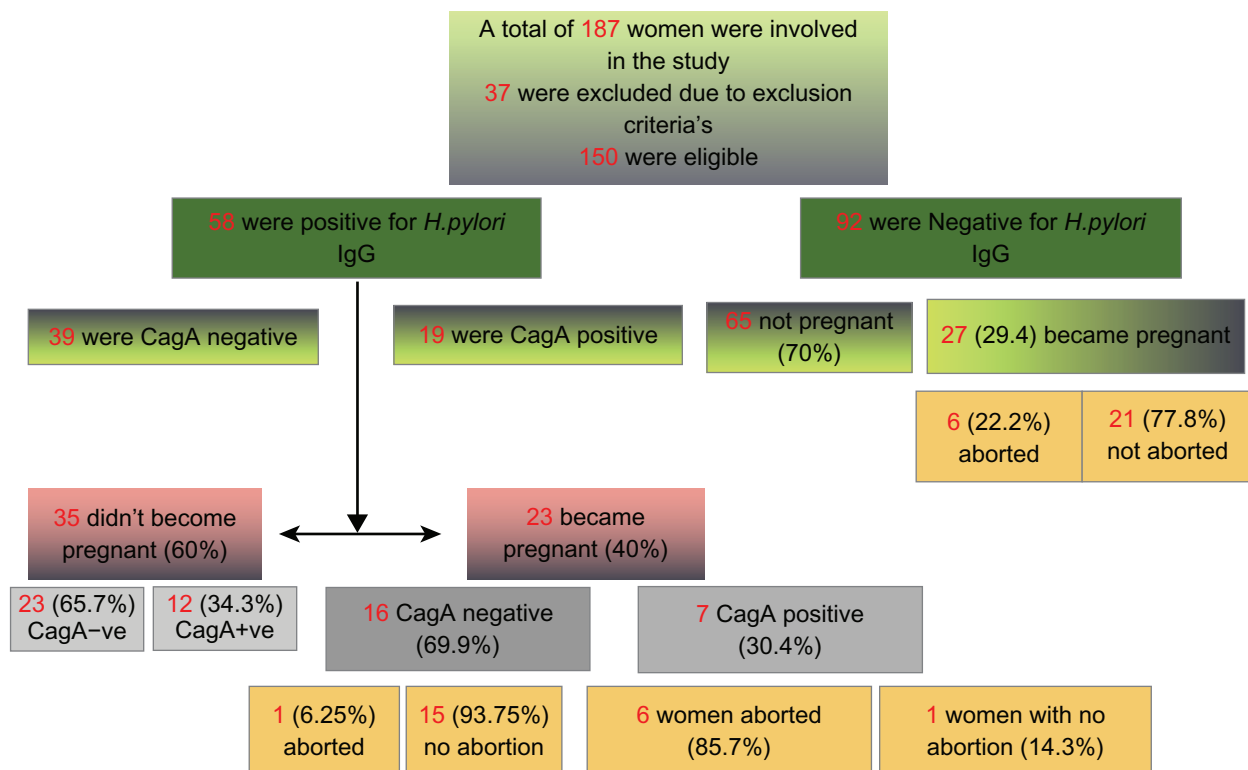 A total of 187 women were involved
in the study
37 were excluded due to exclusion
criteria's
150 were eligible
58 were positive for H.pylori
IgG
92 were Negative for H.pylori
IgG
39 were CagA negative
19 were CagA positive
65 not pregnant
(70%)
27 (29.4) became pregnant
6 (22.2%)
aborted
21 (77.8%)
not aborted
35 didn't become
pregnant (60%)
23 became
pregnant (40%)
23 (65.7%)
CagA−ve
12 (34.3%)
CagA+ve
16 CagA negative
(69.9%)
7 CagA positive
(30.4%)
1 (6.25%)
aborted
15 (93.75%)
no abortion
6 women aborted
(85.7%)
1 women with no
abortion (14.3%)